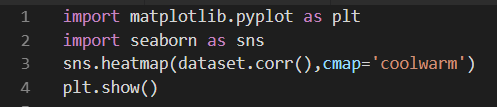 1 import matplotlib.pyplot as plt
2 import seaborn as sns
3 sns.heatmap(dataset.corr(),cmap='coolwarm')
4 plt.show()